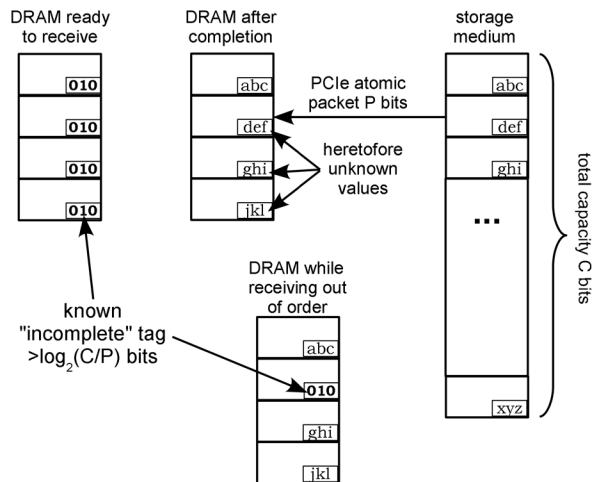 DRAM ready
to receive
010
010
010
010
DRAM after
completion
abc
def
ghi
jkl
PCIe atomic
packet P bits
heretofore
unknown
values
storage
medium
abc
def
ghi
...
xyz
total capacity C bits
known
"incomplete" tag
>log2(C/P) bits
DRAM while
receiving out
of order
abc
010
ghi
jkl